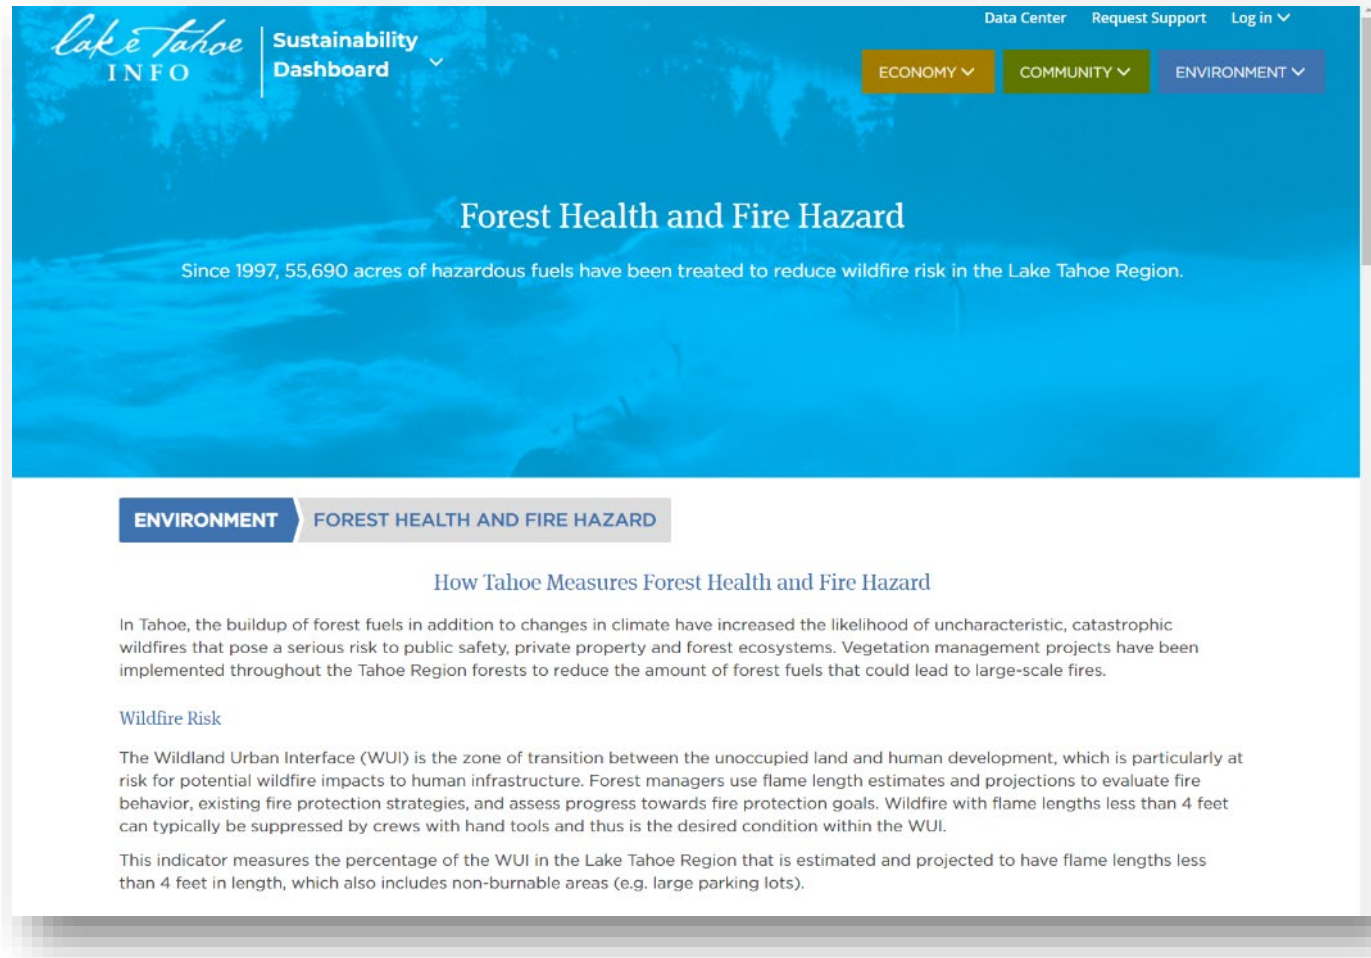 lake Tahoe
INFO
Sustainability
Dashboard
Data Center Request Support Log in
ECONOMY COMMUNITY ENVIRONMENT
Forest Health and Fire Hazard
Since 1997, 55,690 acres of hazardous fuels have been treated to reduce wildfire risk in the Lake Tahoe Region.
ENVIRONMENT FOREST HEALTH AND FIRE HAZARD
How Tahoe Measures Forest Health and Fire Hazard
In Tahoe, the buildup of forest fuels in addition to changes in climate have increased the likelihood of uncharacteristic, catastrophic
wildfires that pose a serious risk to public safety, private property and forest ecosystems. Vegetation management projects have been
implemented throughout the Tahoe Region forests to reduce the amount of forest fuels that could lead to large-scale fires.
Wildfire Risk
The Wildland Urban Interface (WUI) is the zone of transition between the unoccupied land and human development, which is particularly at
risk for potential wildfire impacts to human infrastructure. Forest managers use flame length estimates and projections to evaluate fire
behavior, existing fire protection strategies, and assess progress towards fire protection goals. Wildfire with flame lengths less than 4 feet
can typically be suppressed by crews with hand tools and thus is the desired condition within the WUI.
This indicator measures the percentage of the WUI in the Lake Tahoe Region that is estimated and projected to have flame lengths less
than 4 feet in length, which also includes non-burnable areas (e.g. large parking lots).